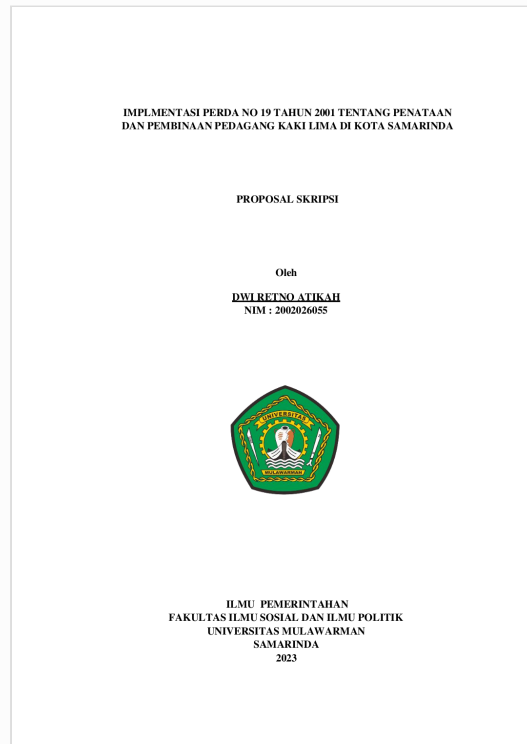 IMPLMENTASI PERDA NO 19 TAHUN 2001 TENTANG PENATAAN
DAN PEMBINAAN PEDAGANG KAKI LIMA DI KOTA SAMARINDA
PROPOSAL SKRIPSI
Oleh
DWI RETNO ATIKAH
NIM : 2002026055
UNIVERSITAS
MULAWARMAN
ILMU PEMERINTAHAN
FAKULTAS ILMU SOSIAL DAN ILMU POLITIK
UNIVERSITAS MULAWARMAN
SAMARINDA
2023